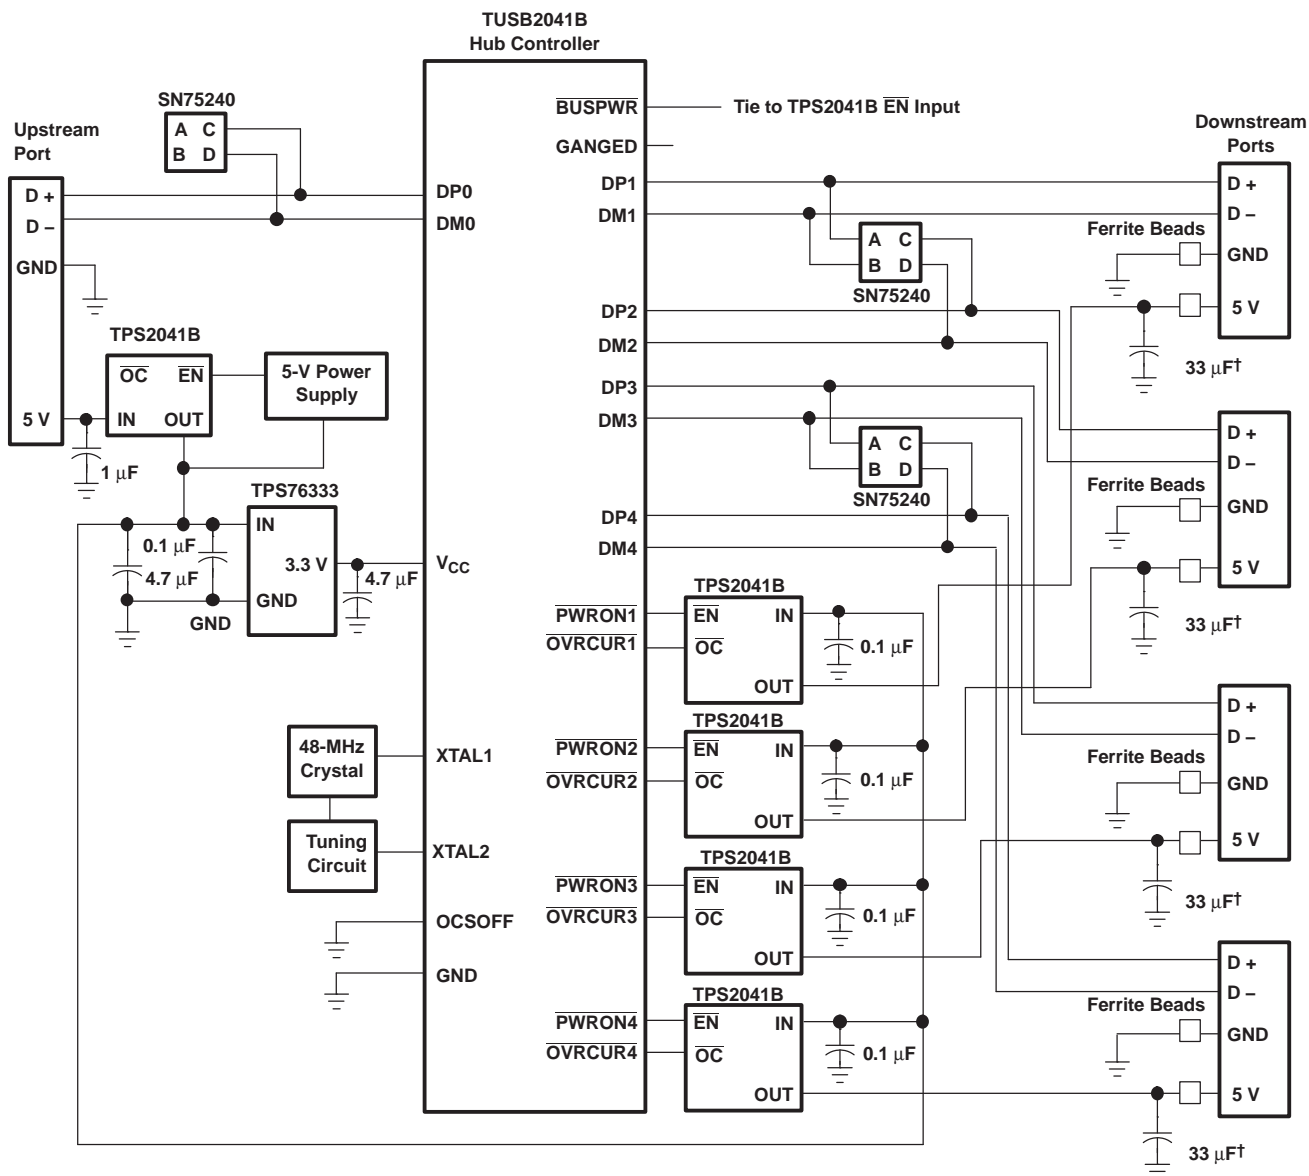 TUSB2041B
Hub Controller
SN75240
A C
B D
Upstream
Port
D +
D –
GND
5 V
BUSPWR
Tie to TPS2041B EN Input
GANGED
DP0
DM0
DP1
DM1
A C
B D
SN75240
DP2
DM2
DP3
DM3
A C
B D
SN75240
DP4
DM4
Downstream
Ports
D +
D –
Ferrite Beads
GND
5 V
33 µF†
D +
D –
Ferrite Beads
GND
5 V
33 µF†
D +
D –
Ferrite Beads
GND
5 V
33 µF†
D +
D –
Ferrite Beads
GND
5 V
33 µF†
TPS2041B
OC EN
IN OUT
5-V Power
Supply
1 µF
TPS76333
IN
3.3 V
GND
0.1 µF
4.7 µF
GND
4.7 µF
VCC
TPS2041B
PWRON1 EN IN
OVRCUR1 OC
0.1 µF
OUT
TPS2041B
PWRON2 EN IN
OVRCUR2 OC
0.1 µF
OUT
TPS2041B
PWRON3 EN IN
OVRCUR3 OC
0.1 µF
OUT
TPS2041B
PWRON4 EN IN
OVRCUR4 OC
0.1 µF
OUT
48-MHz
Crystal
XTAL1
Tuning
Circuit
XTAL2
OCSOFF
GND